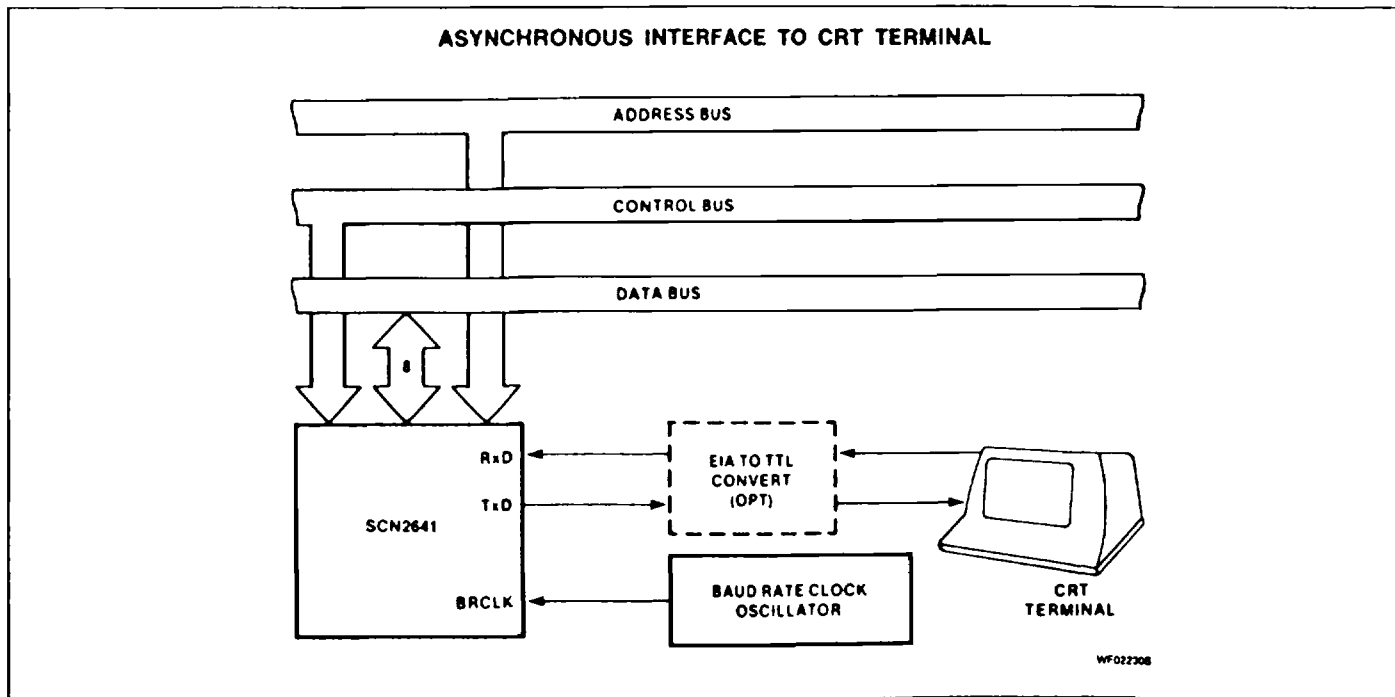 ASYNCHRONOUS INTERFACE TO CRT TERMINAL
ADDRESS BUS
CONTROL BUS
DATA BUS
8
RxD
TxD
SCN2641
BRCLK
EIA TO TTL
CONVERT
(OPT)
BAUD RATE CLOCK
OSCILLATOR
CRT
TERMINAL
WF02230S